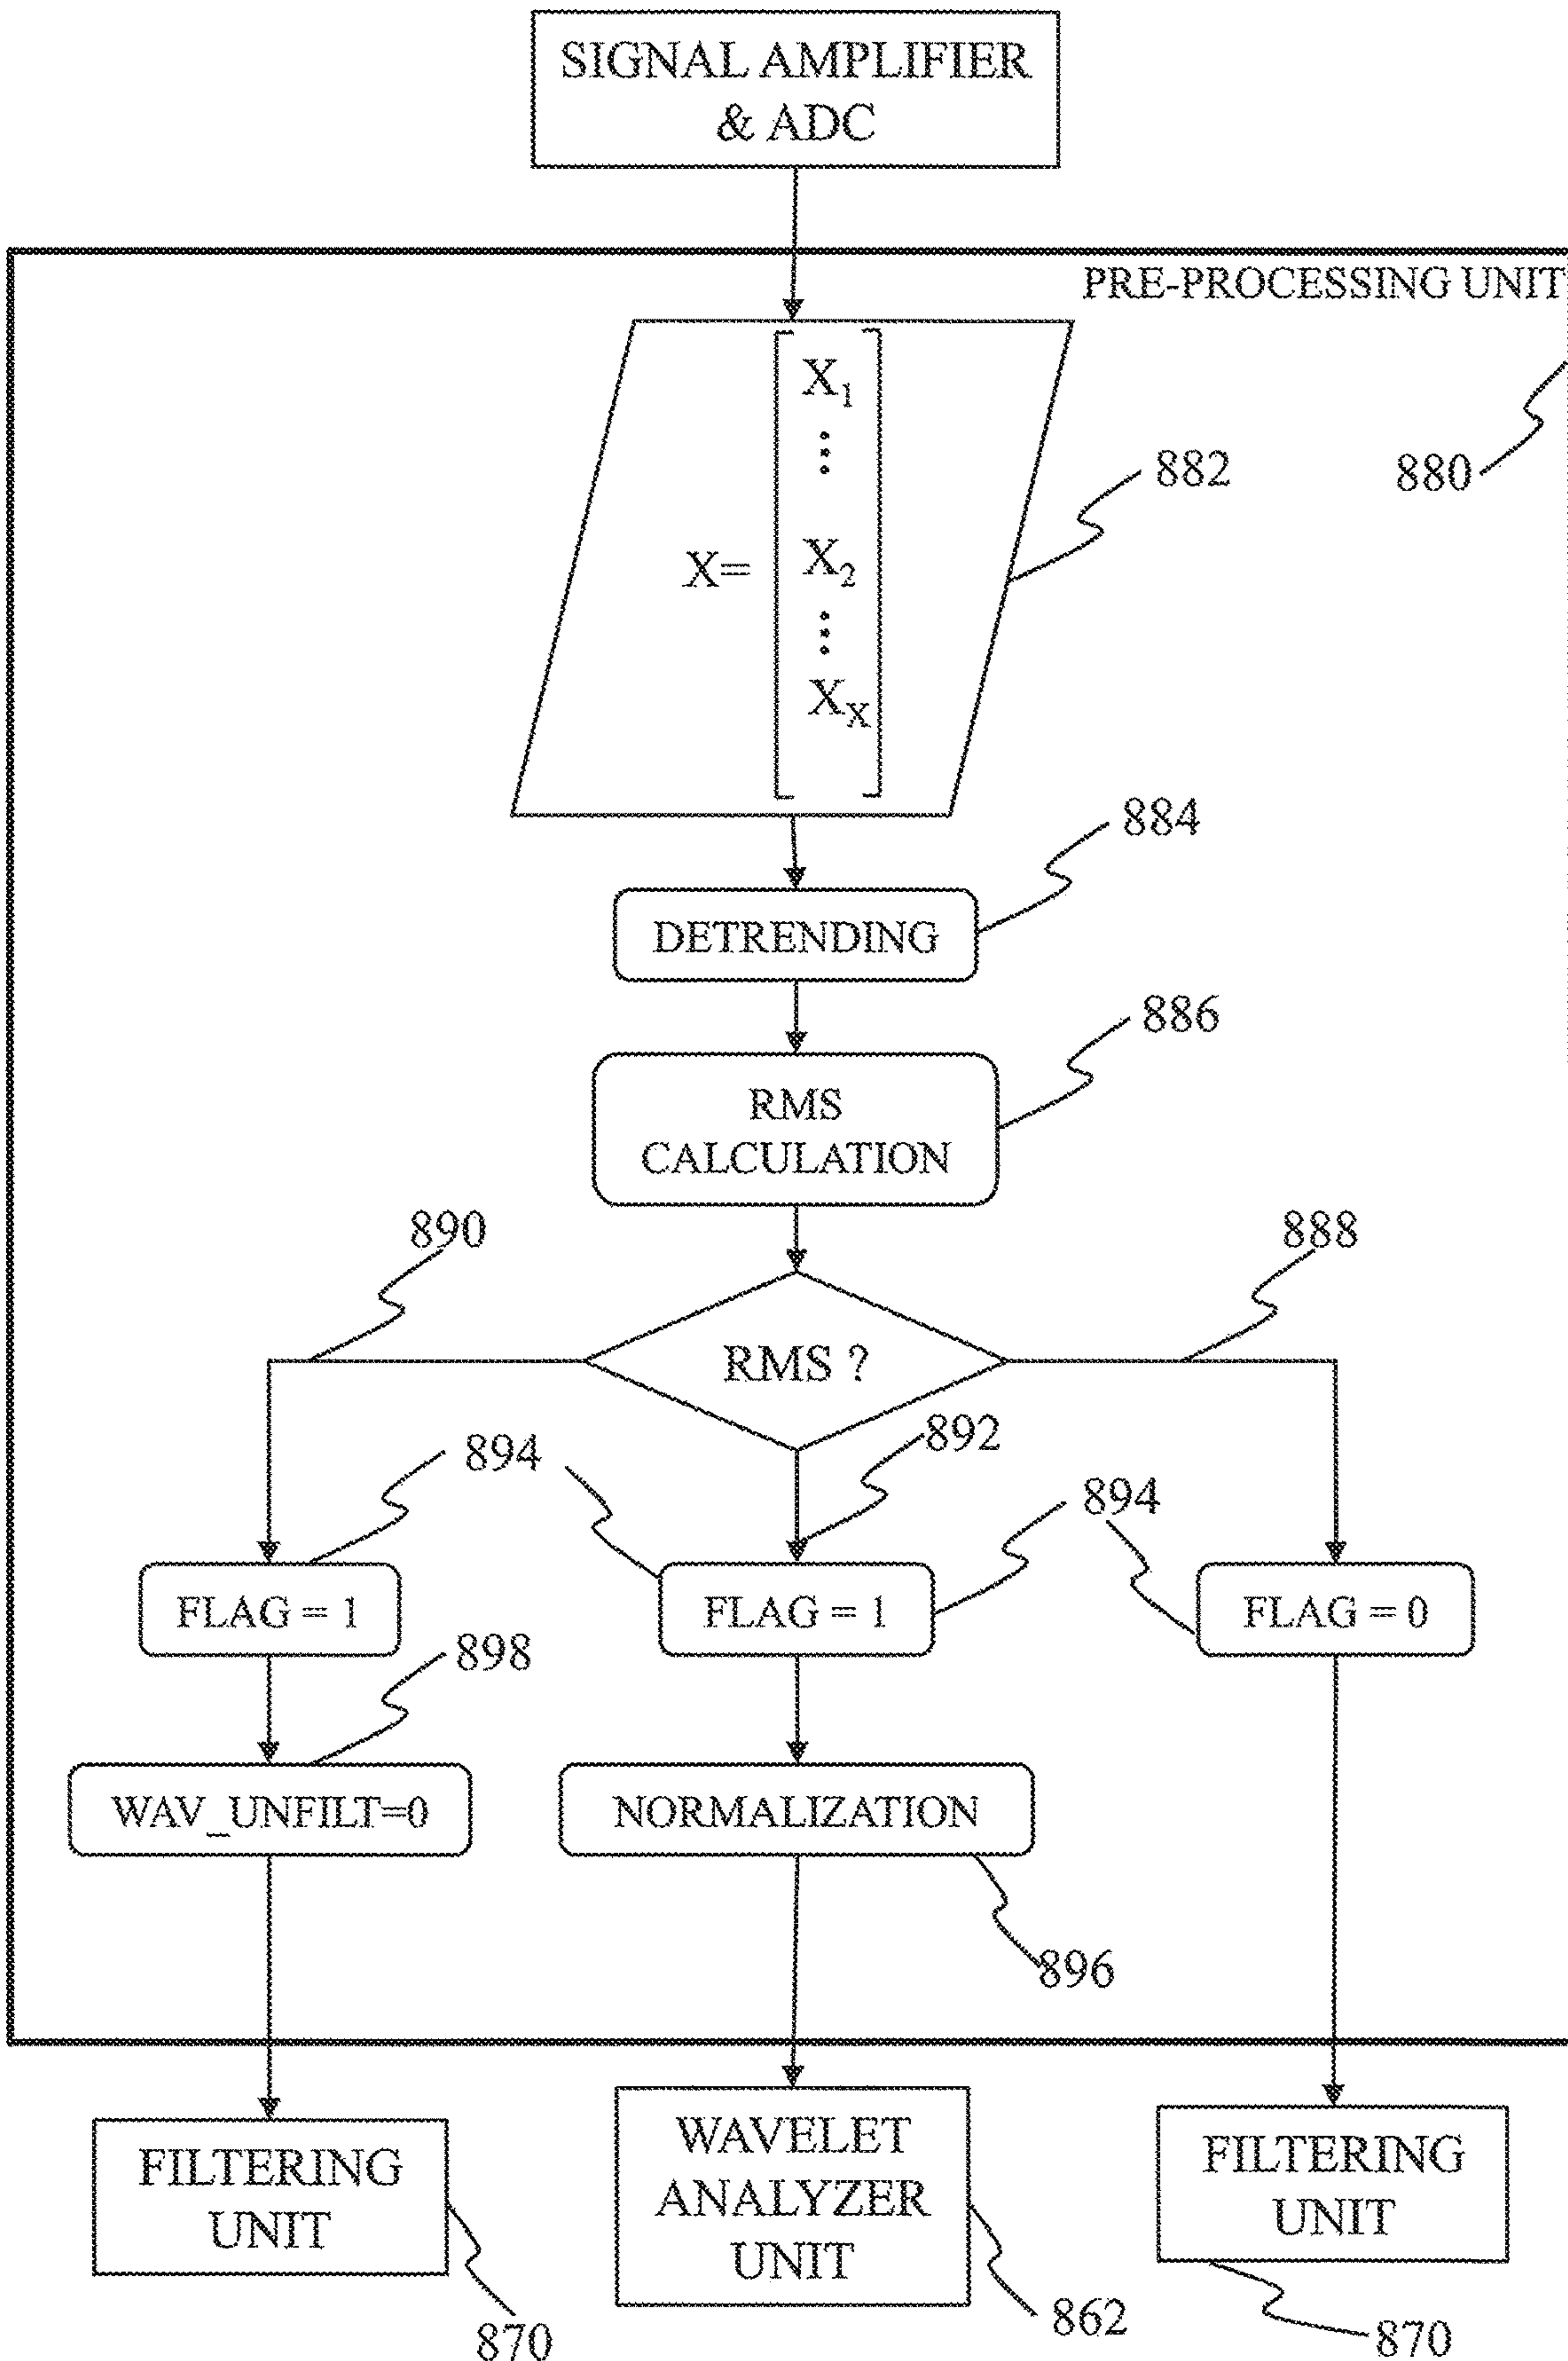 SIGNAL AMPLIFIER
& ADC
PRE-PROCESSING UNIT
880
X=
X₁
⋮
X₂
⋮
Xₓ
882
884
DETRENDING
886
RMS
CALCULATION
890
888
RMS ?
892
894
894
FLAG = 1
FLAG = 1
FLAG = 0
898
WAV_UNFILT=0
NORMALIZATION
896
FILTERING
UNIT
WAVELET
ANALYZER
UNIT
FILTERING
UNIT
870
862
870